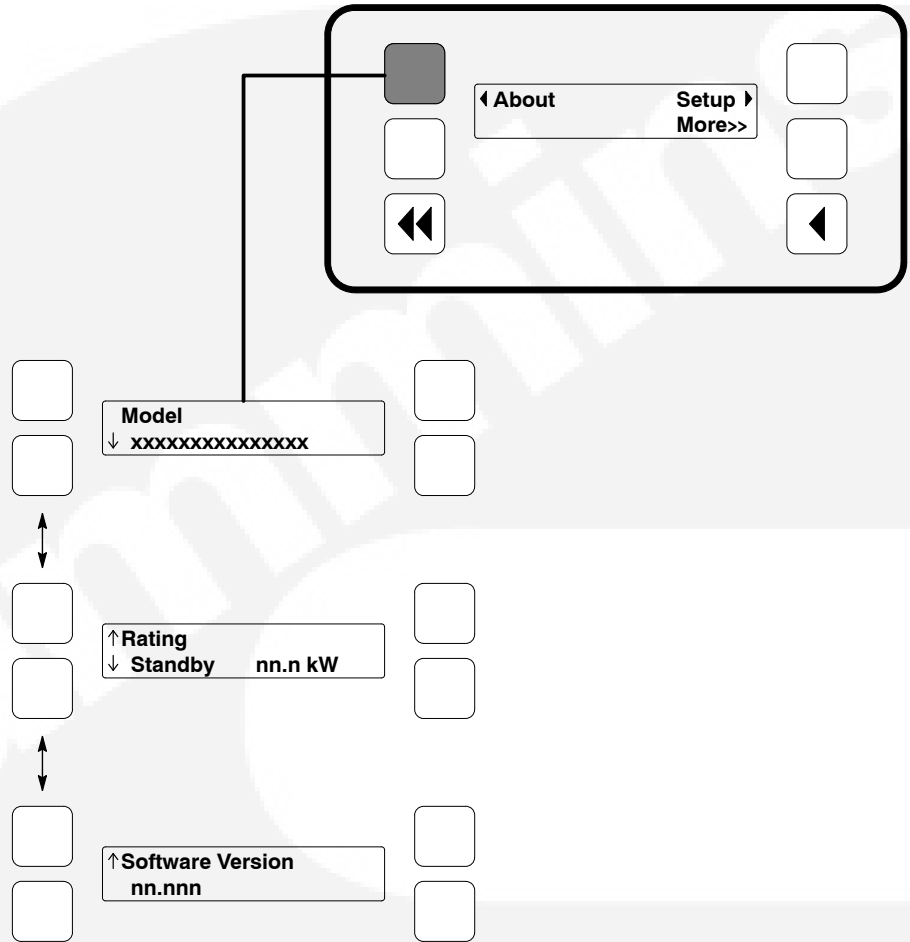 About Setup
More>>
Model
↓ xxxxxxxxxxxxxxx
↑Rating
↓ Standby nn.n kW
↑Software Version
nn.nnn